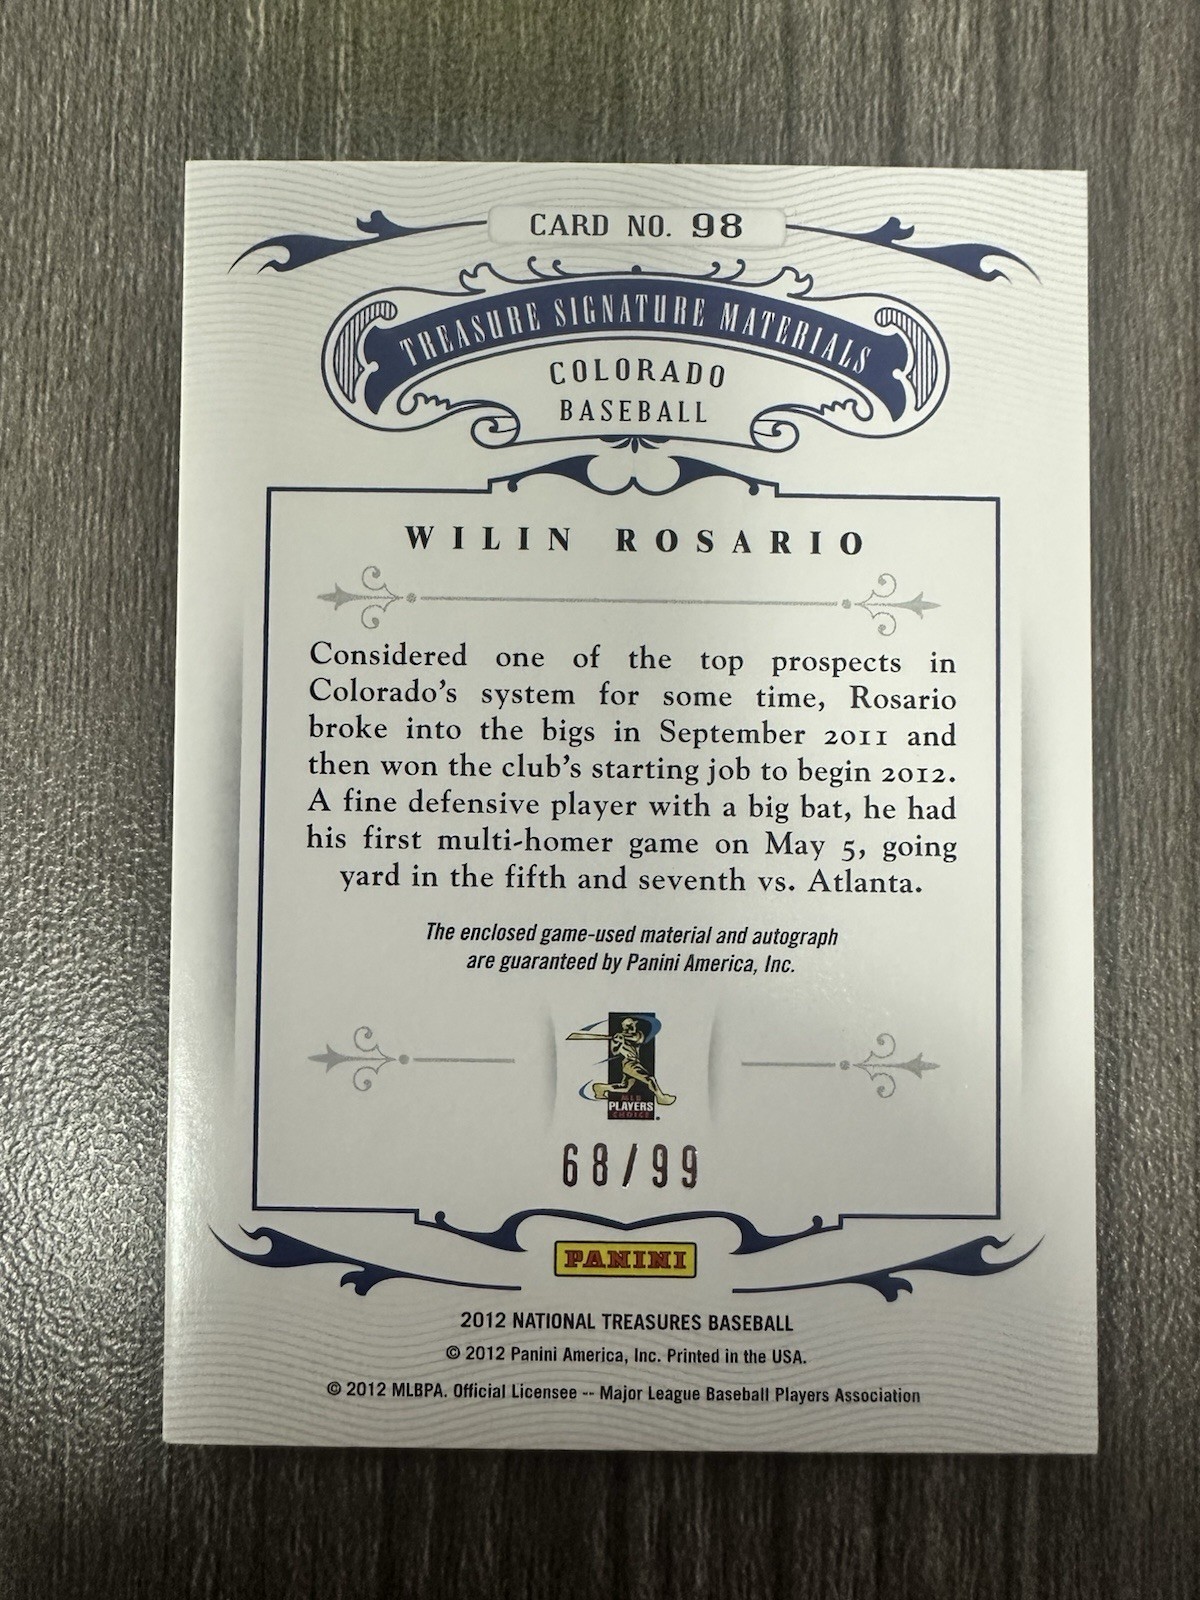 CARD NO. 98
TREASURE SIGNATURE MATERIALS
COLORADO
BASEBALL
WILIN ROSARIO
Considered one of the top prospects in
Colorado's system for some time, Rosario
broke into the bigs in September 2011 and
then won the club's starting job to begin 2012.
A fine defensive player with a big bat, he had
his first multi-homer game on May 5, going
yard in the fifth and seventh vs. Atlanta.
The enclosed game-used material and autograph
are guaranteed by Panini America, Inc.
MLB
PLAYERS
CHOICE
68/99
PANINI
2012 NATIONAL TREASURES BASEBALL
© 2012 Panini America, Inc. Printed in the USA.
© 2012 MLBPA. Official Licensee -- Major League Baseball Players Association